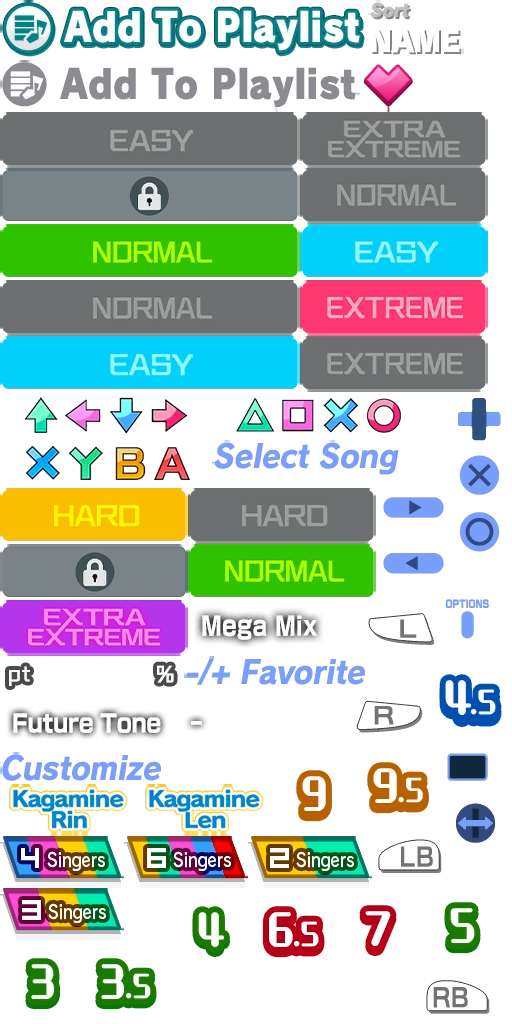 Add To Playlist
Sort
NAME
Add To Playlist
EASY
EXTRA
EXTREME
NORMAL
NORMAL
EASY
NORMAL
EXTREME
EASY
EXTREME
X Y B A
Select Song
HARD
HARD
NORMAL
EXTRA
EXTREME
Mega Mix
L
OPTIONS
pt
%
-/+ Favorite
4.5
Future Tone
-
R
Customize
Kagamine
Rin
Kagamine
Len
9
9.5
4 Singers
6 Singers
2 Singers
LB
3 Singers
4
6.5
7
5
3
3.5
RB